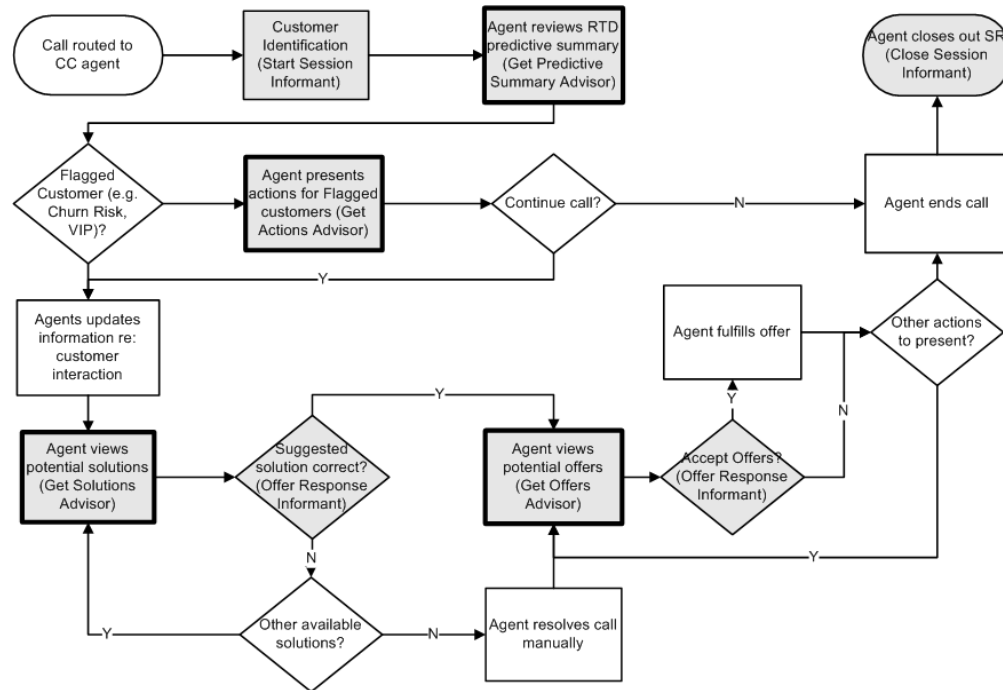 Call routed to
CC agent
Customer
Identification
(Start Session
Informant)
Agent reviews RTD
predictive summary
(Get Predictive
Summary Advisor)
Agent closes out SR
(Close Session
Informant)
Flagged
Customer (e.g.
Churn Risk,
VIP)?
Agent presents
actions for Flagged
customers (Get
Actions Advisor)
Continue call?
N
Agent ends call
Y
Agents updates
information re:
customer
interaction
Agent fulfills offer
Other actions
to present?
Y
N
Y
Agent views
potential solutions
(Get Solutions
Advisor)
Suggested
solution correct?
(Offer Response
Informant)
Agent views
potential offers
(Get Offers
Advisor)
Accept Offers?
(Offer Response
Informant)
N
Y
Other available
solutions?
Y
N
Agent resolves call
manually